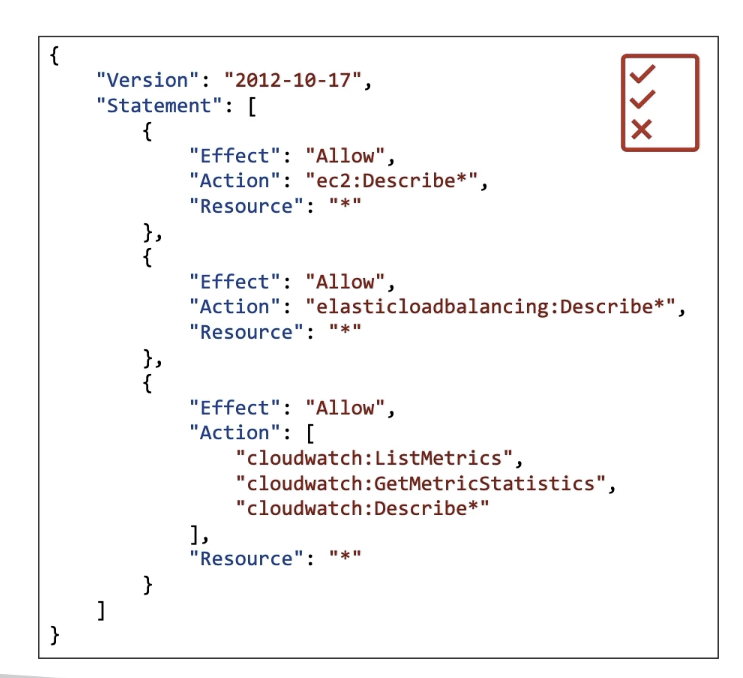 {
    "Version": "2012-10-17",
    "Statement": [
        {
            "Effect": "Allow",
            "Action": "ec2:Describe*",
            "Resource": "*"
        },
        {
            "Effect": "Allow",
            "Action": "elasticloadbalancing:Describe*",
            "Resource": "*"
        },
        {
            "Effect": "Allow",
            "Action": [
                "cloudwatch:ListMetrics",
                "cloudwatch:GetMetricStatistics",
                "cloudwatch:Describe*"
            ],
            "Resource": "*"
        }
    ]
}